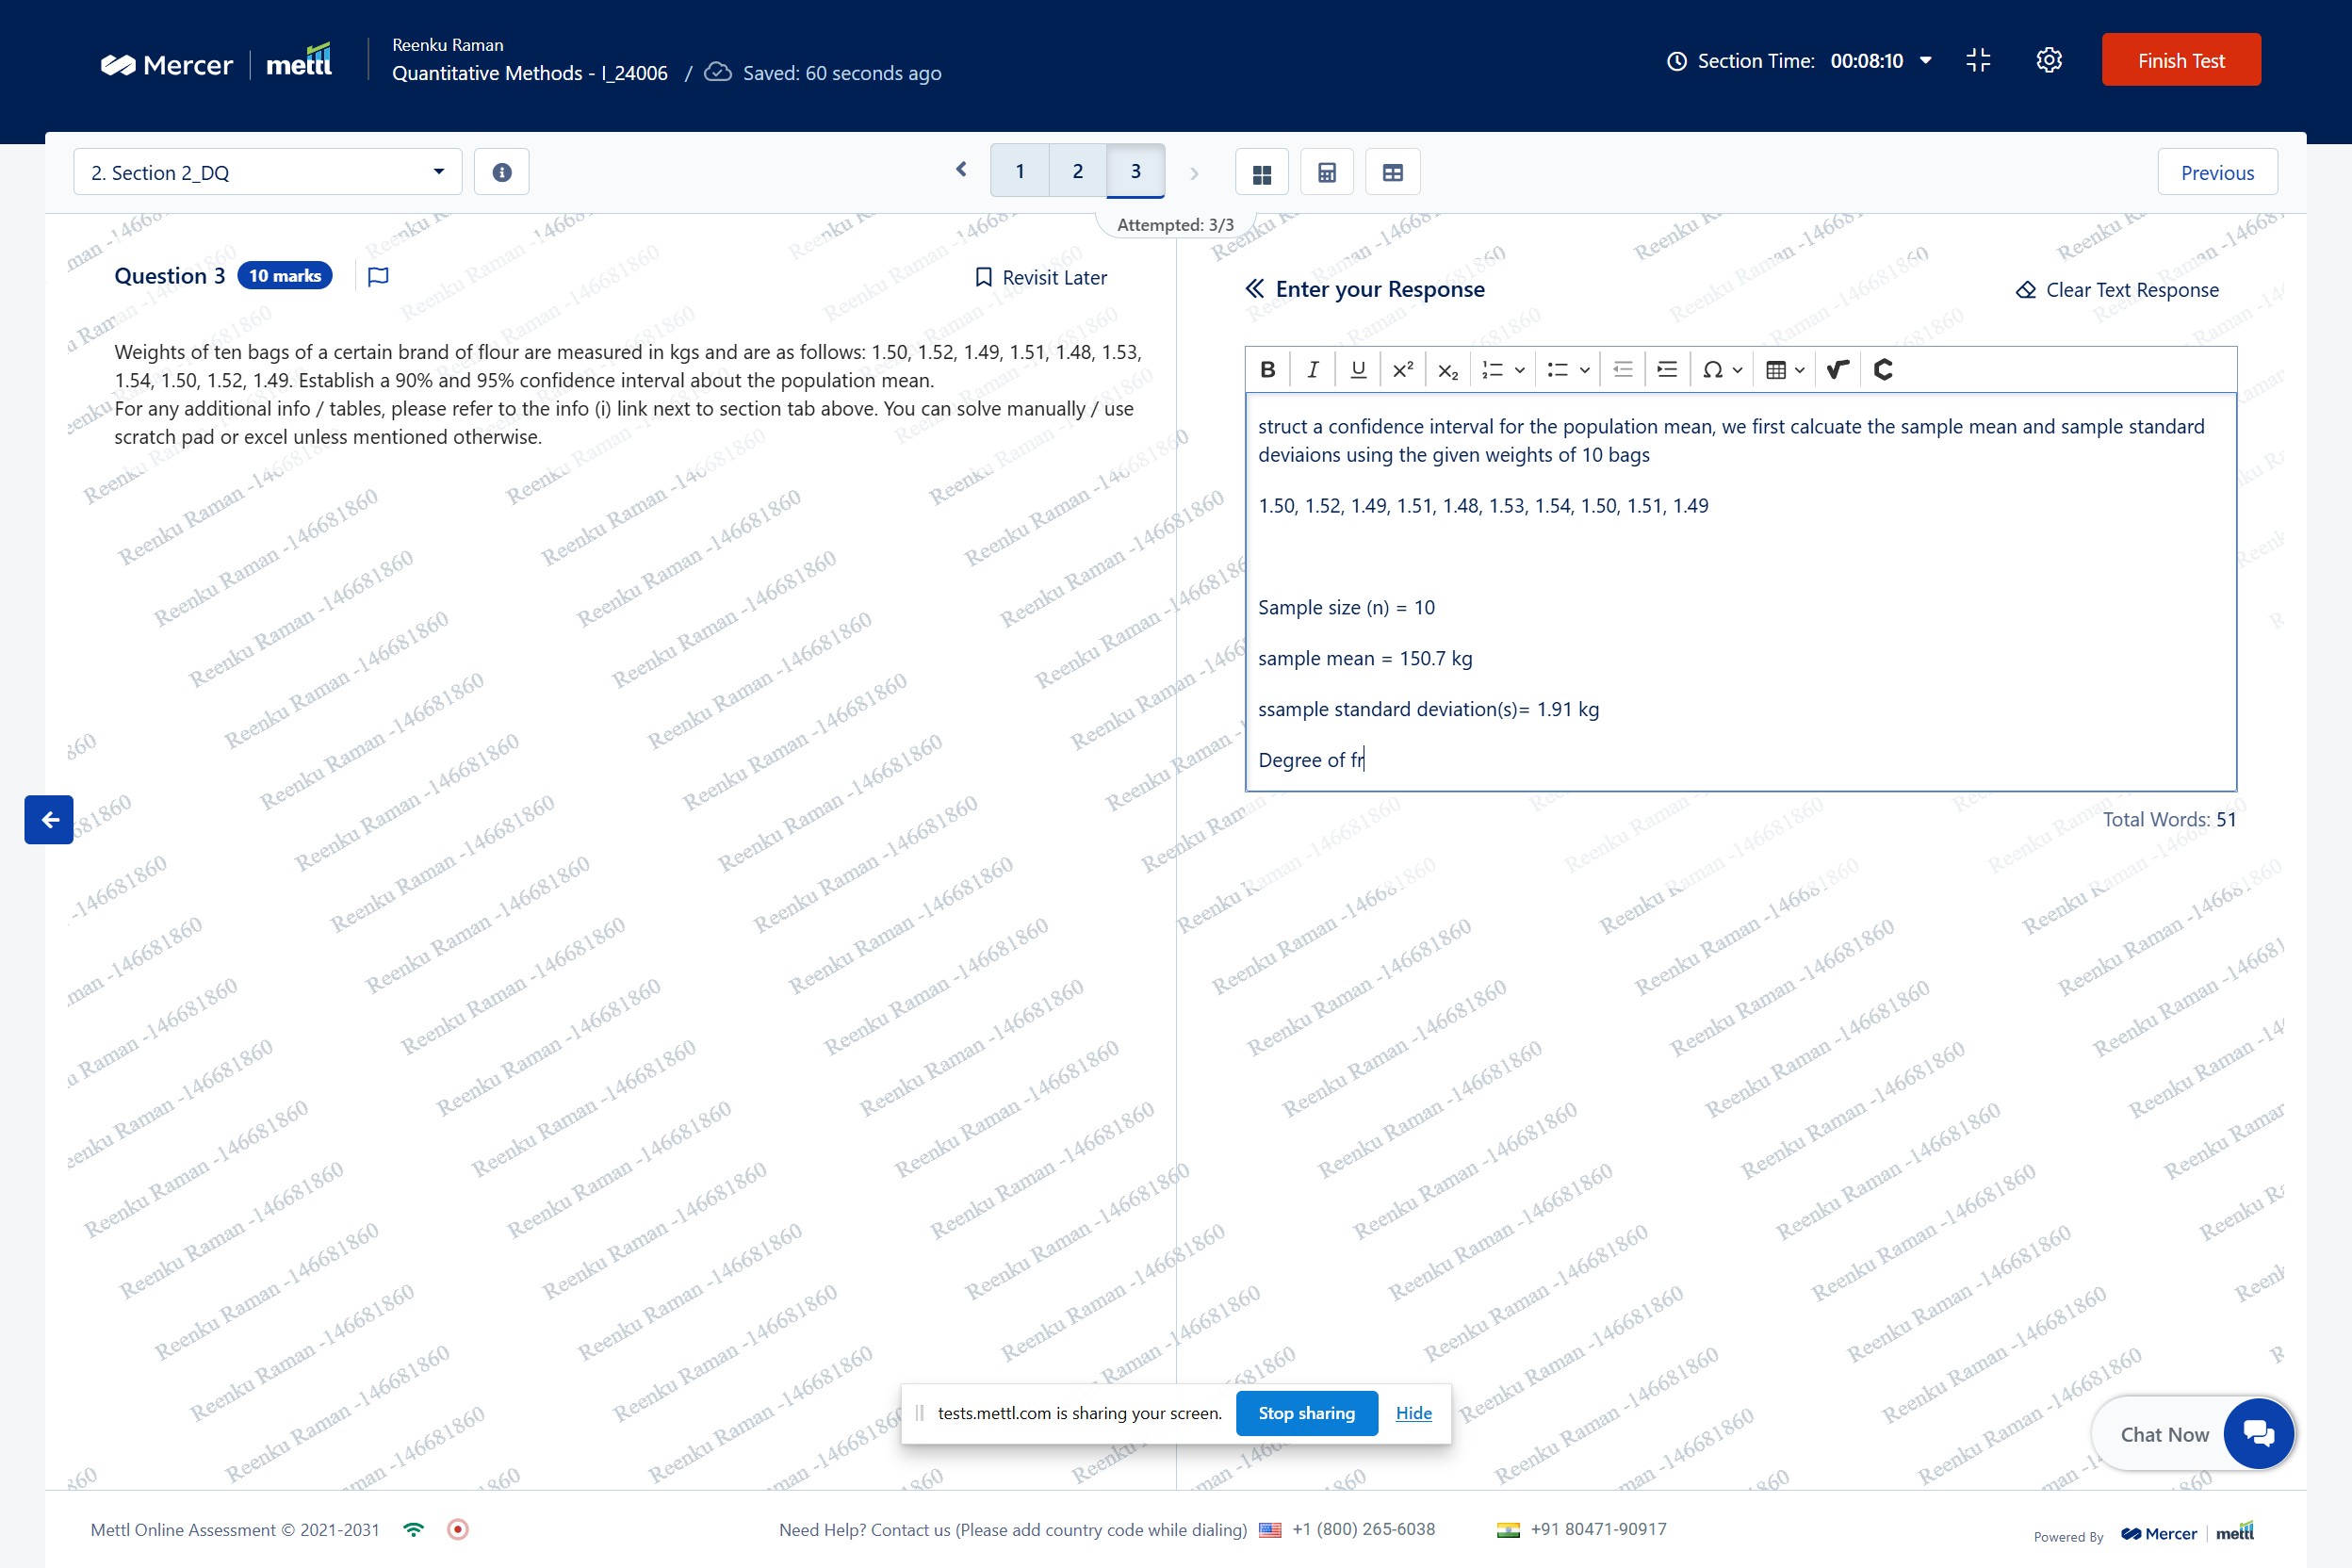 Mercer | mettl
Reenku Raman
Quantitative Methods - I_24006 / Saved: 60 seconds ago
Section Time: 00:08:10
Finish Test
2. Section 2_DQ
1 2 3
Previous
Attempted: 3/3
Question 3 10 marks
Revisit Later
Weights of ten bags of a certain brand of flour are measured in kgs and are as follows: 1.50, 1.52, 1.49, 1.51, 1.48, 1.53,
1.54, 1.50, 1.52, 1.49. Establish a 90% and 95% confidence interval about the population mean.
For any additional info / tables, please refer to the info (i) link next to section tab above. You can solve manually / use
scratch pad or excel unless mentioned otherwise.
Enter your Response
Clear Text Response
B I U x² x₂ Ω
struct a confidence interval for the population mean, we first calcuate the sample mean and sample standard
deviaions using the given weights of 10 bags
1.50, 1.52, 1.49, 1.51, 1.48, 1.53, 1.54, 1.50, 1.51, 1.49
Sample size (n) = 10
sample mean = 150.7 kg
ssample standard deviation(s)= 1.91 kg
Degree of fr
Total Words: 51
Reenku Raman -146681860
tests.mettl.com is sharing your screen.
Stop sharing
Hide
Chat Now
Mettl Online Assessment © 2021-2031
Need Help? Contact us (Please add country code while dialing) +1 (800) 265-6038 +91 80471-90917
Powered By Mercer | mettl